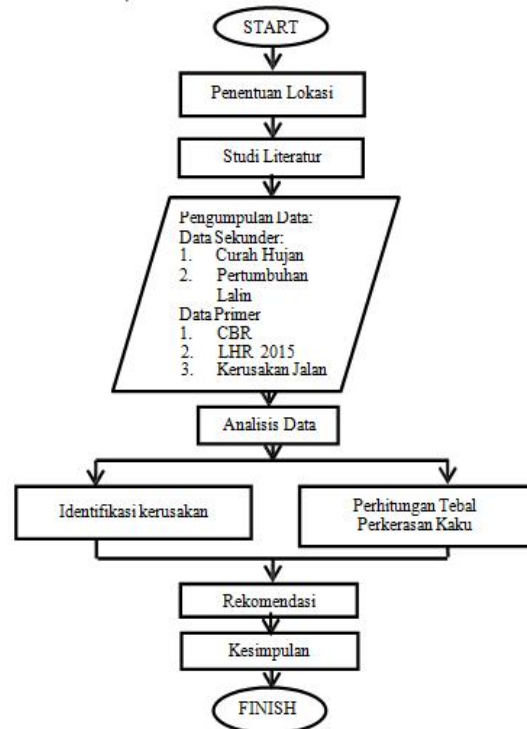 START
Penentuan Lokasi
Studi Literatur
Pengumpulan Data:
Data Sekunder:
1. Curah Hujan
2. Pertumbuhan
Lalin
Data Primer
1. CBR
2. LHR 2015
3. Kerusakan Jalan
Analisis Data
Identifikasi kerusakan
Perhitungan Tebal
Perkerasan Kaku
Rekomendasi
Kesimpulan
FINISH